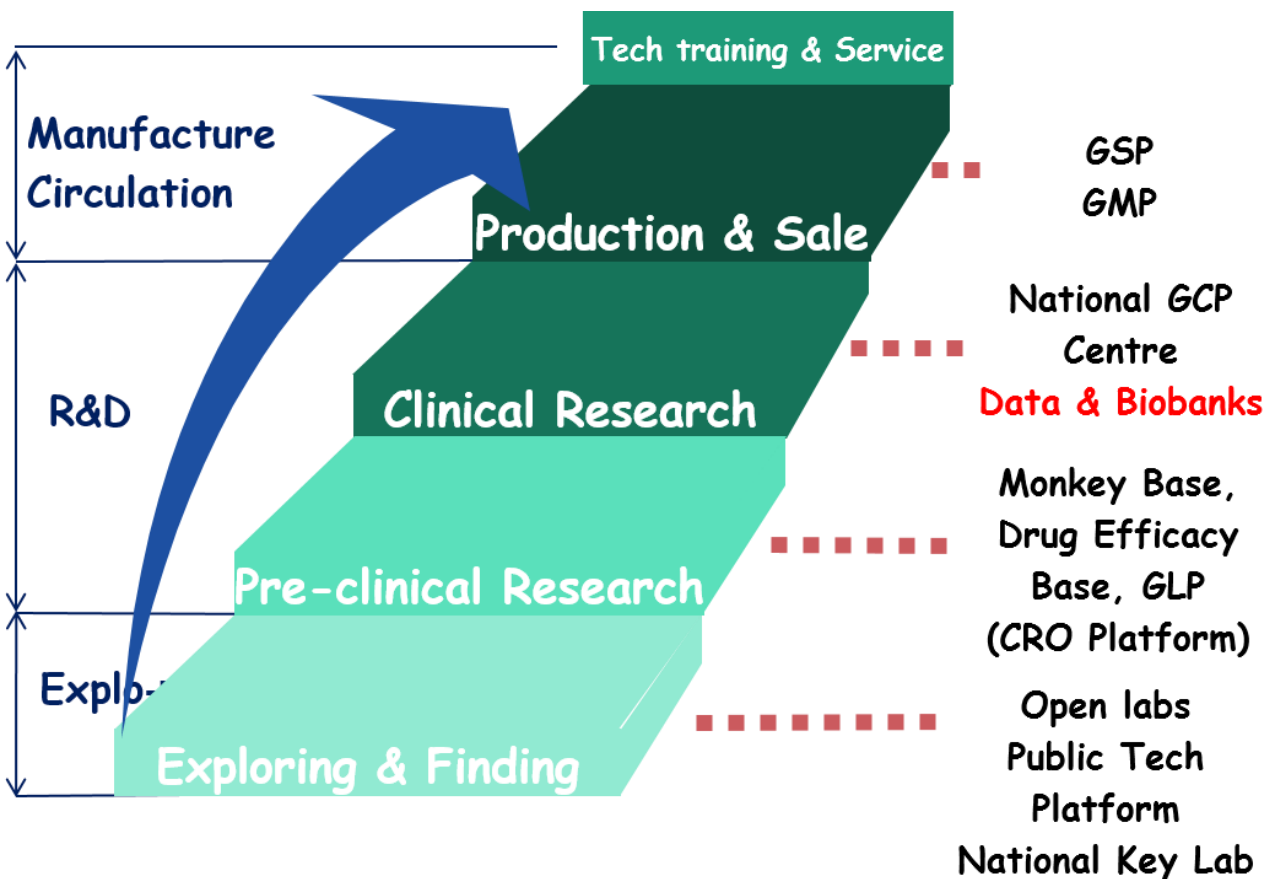 Tech training & Service
Manufacture
Circulation
Production & Sale
GSP
GMP
R&D
Clinical Research
National GCP
Centre
Data & Biobanks
Pre-clinical Research
Monkey Base,
Drug Efficacy
Base, GLP
(CRO Platform)
Exploring & Finding
Open labs
Public Tech
Platform
National Key Lab